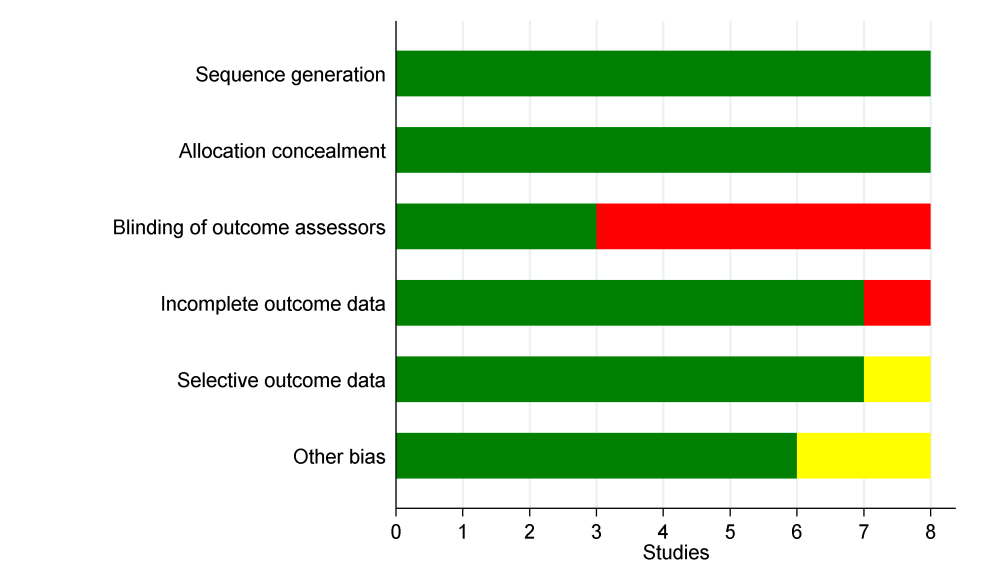 Sequence generation
Allocation concealment
Blinding of outcome assessors
Incomplete outcome data
Selective outcome data
Other bias
0 1 2 3 4 5 6 7 8
Studies